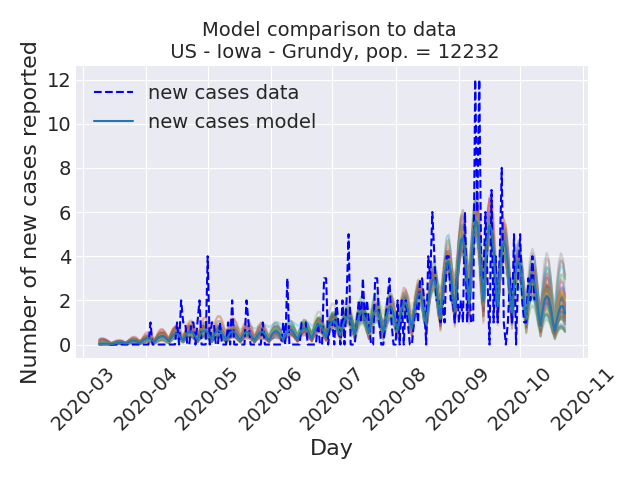 Model comparison to data
US - Iowa - Grundy, pop. = 12232
Number of new cases reported
12
10
8
6
4
2
0
new cases data
new cases model
2020-03
2020-04
2020-05
2020-06
2020-07
2020-08
2020-09
2020-10
2020-11
Day